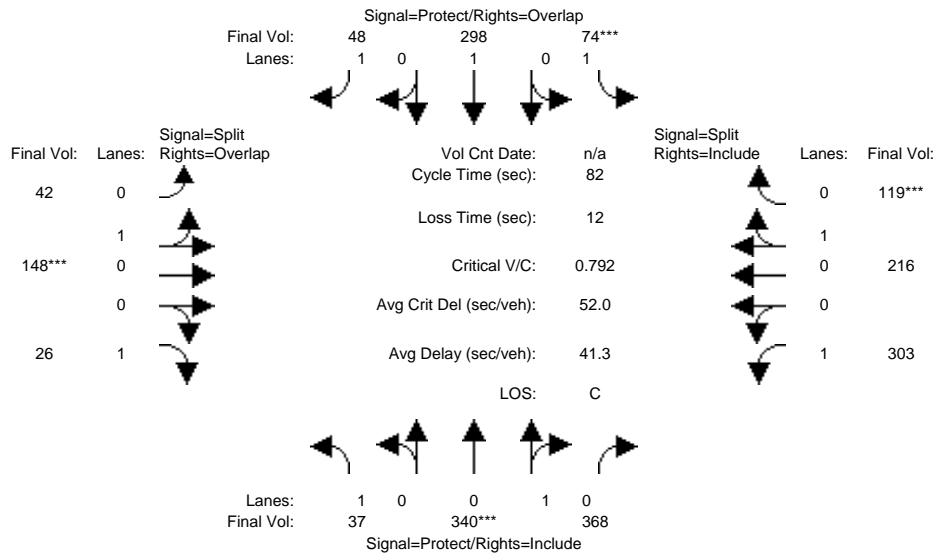 Signal=Protect/Rights=Overlap
Final Vol: 48 298 74***
Lanes: 1 0 1 0 1
Signal=Split
Final Vol: Lanes: Rights=Overlap
Vol Cnt Date: n/a
Signal=Split
Rights=Include Lanes: Final Vol:
Cycle Time (sec): 82
42 0
0 119***
Loss Time (sec): 12
1
1
148*** 0
Critical V/C: 0.792
0 216
0
Avg Crit Del (sec/veh): 52.0
0
26 1
Avg Delay (sec/veh): 41.3
1 303
LOS: C
Lanes: 1 0 0 1 0
Final Vol: 37 340*** 368
Signal=Protect/Rights=Include